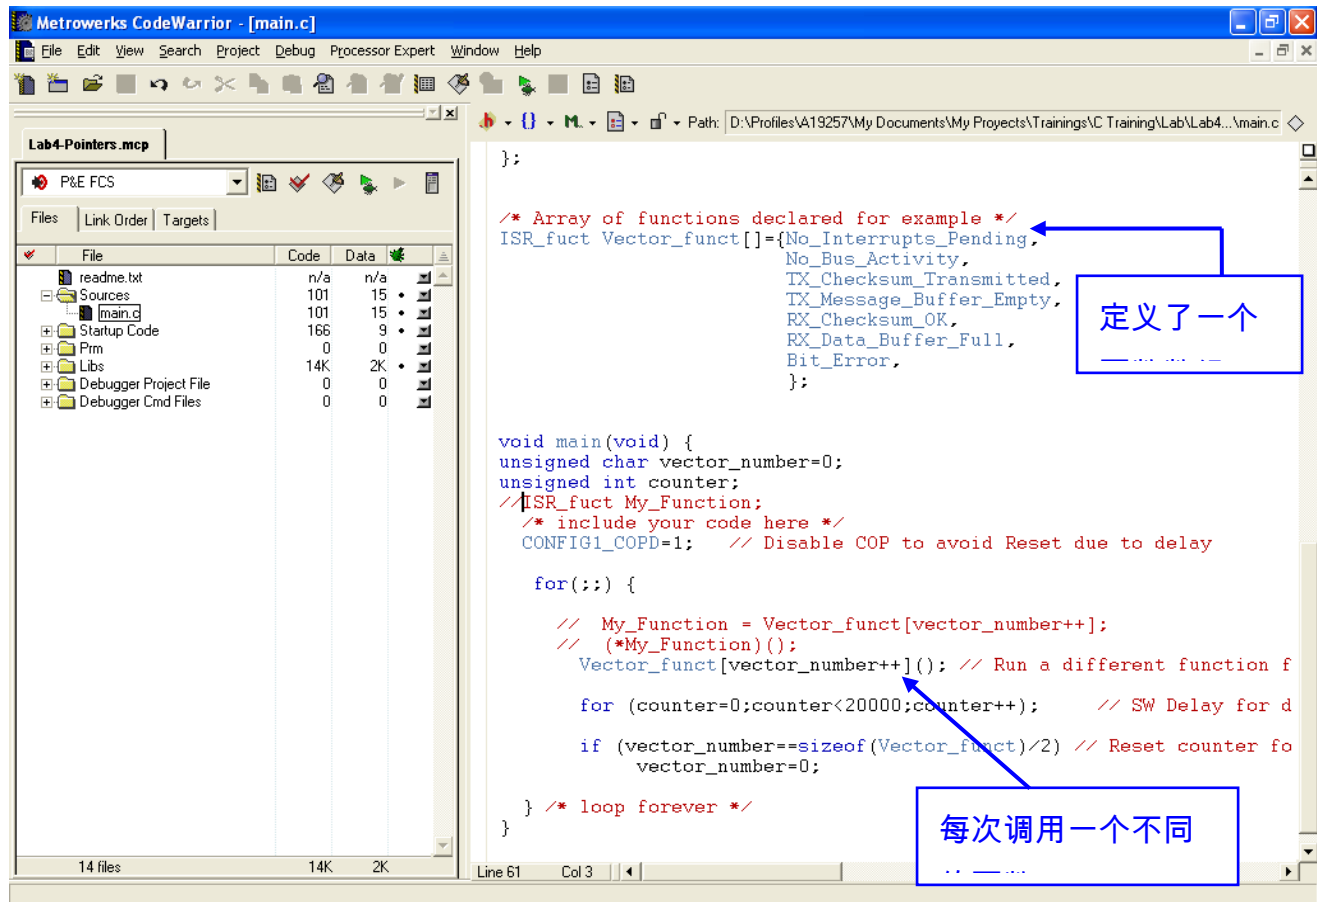 Metrowerks CodeWarrior - [main.c]
File Edit View Search Project Debug Processor Expert Window Help
Path: D:\Profiles\A19257\My Documents\My Proyects\Trainings\C Training\Lab\Lab4...\main.c
Lab4-Pointers.mcp
P&E FCS
Files Link Order Targets
File Code Data
readme.txt n/a n/a
Sources 101 15 •
main.c 101 15 •
Startup Code 166 9 •
Prm 0 0
Libs 14K 2K •
Debugger Project File 0 0
Debugger Cmd Files 0 0
14 files 14K 2K
};
/* Array of functions declared for example */
ISR_fuct Vector_funct[]={No_Interrupts_Pending,
No_Bus_Activity,
TX_Checksum_Transmitted,
TX_Message_Buffer_Empty,
RX_Checksum_OK,
RX_Data_Buffer_Full,
Bit_Error,
};
定义了一个
void main(void) {
unsigned char vector_number=0;
unsigned int counter;
//ISR_fuct My_Function;
/* include your code here */
CONFIG1_COPD=1; // Disable COP to avoid Reset due to delay
for(;;) {
// My_Function = Vector_funct[vector_number++];
// (*My_Function)();
Vector_funct[vector_number++](); // Run a different function f
for (counter=0;counter<20000;counter++); // SW Delay for d
if (vector_number==sizeof(Vector_funct)/2) // Reset counter fo
vector_number=0;
} /* loop forever */
}
每次调用一个不同
Line 61 Col 3